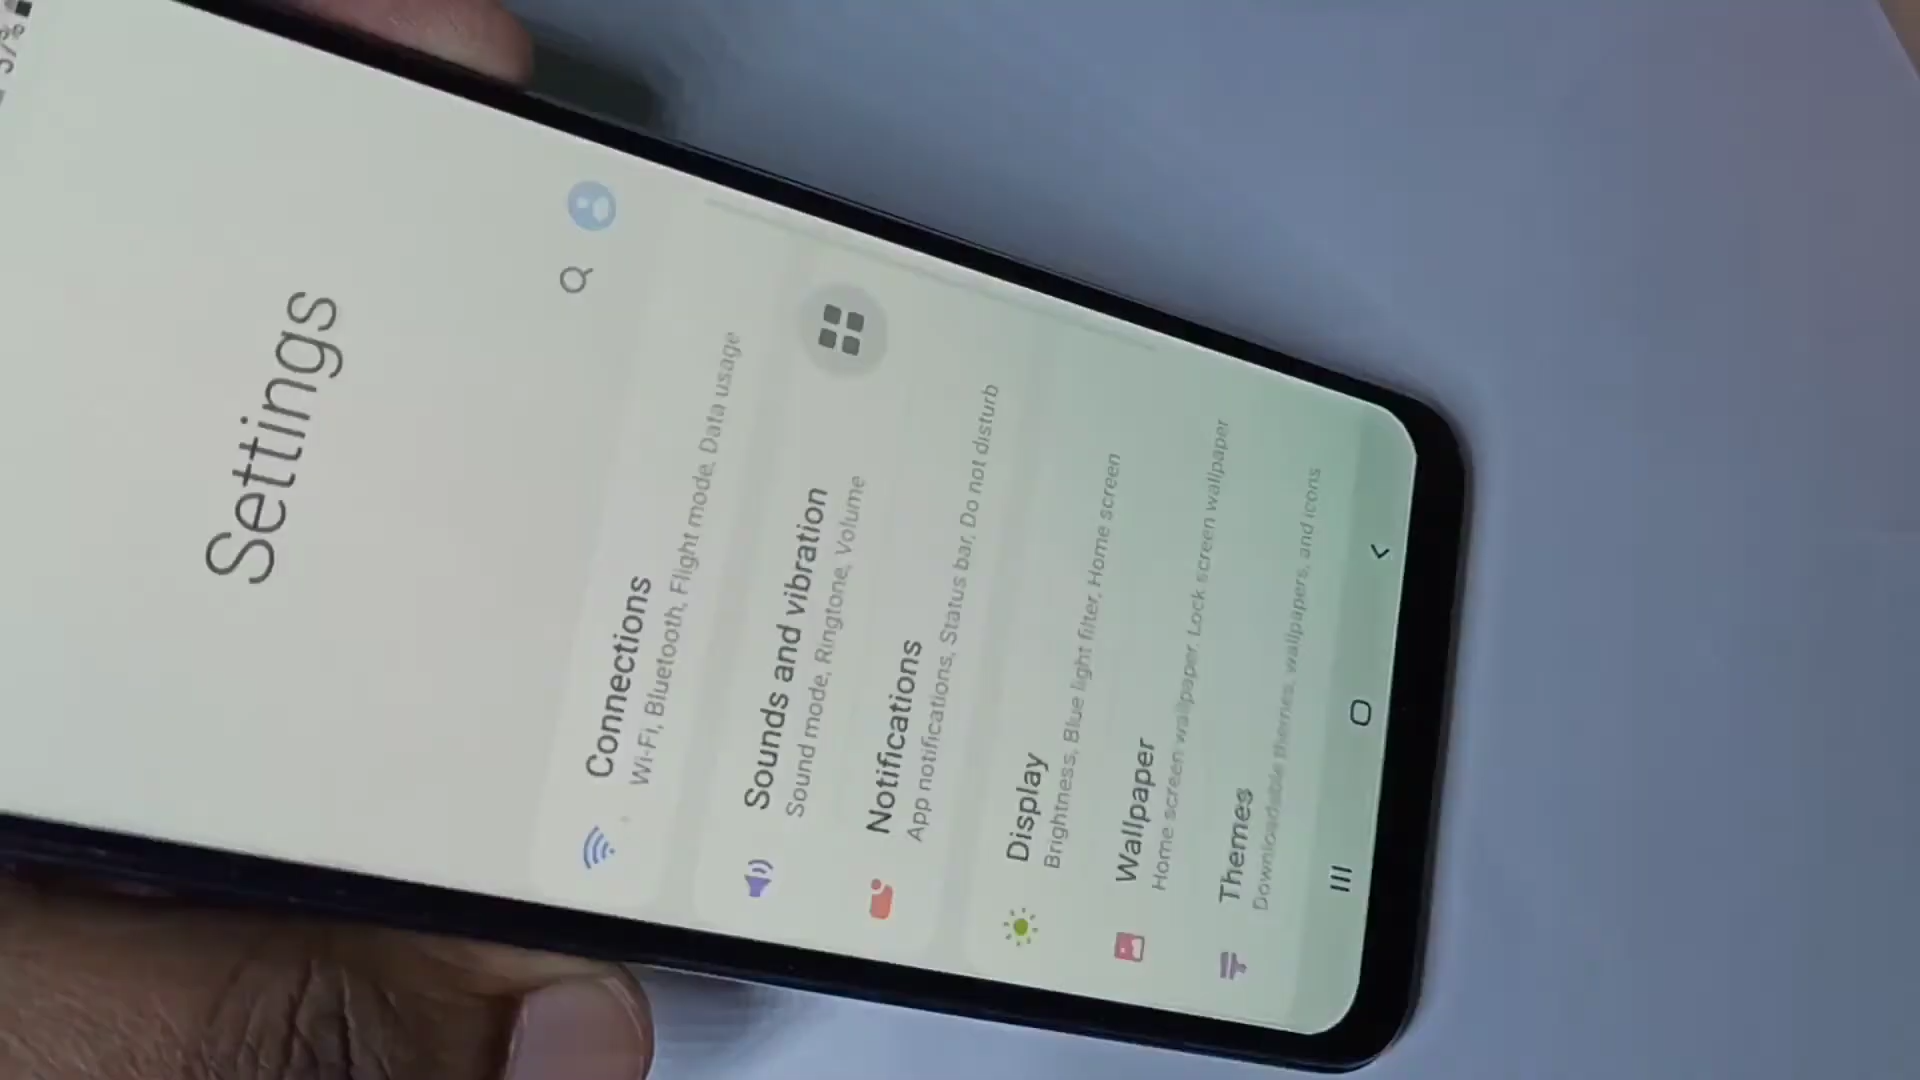 57%
Settings
Connections
Wi-Fi, Bluetooth, Flight mode, Data usage
Sounds and vibration
Sound mode, Ringtone, Volume
Notifications
App notifications, Status bar, Do not disturb
Display
Brightness, Blue light filter, Home screen
Wallpaper
Home screen wallpaper, Lock screen wallpaper
Themes
Downloadable themes, wallpapers, and icons